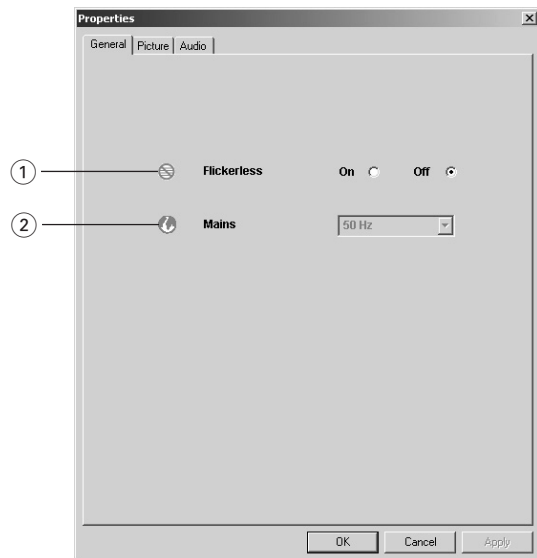 Properties
General Picture Audio
1 Flickerless On Off
2 Mains 50 Hz
OK Cancel Apply